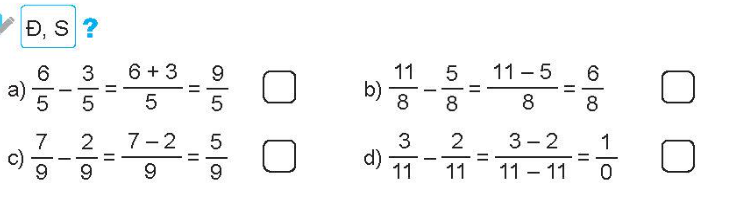 Đ, S ?
a) 6/5 – 3/5 = (6 + 3)/5 = 9/5
b) 11/8 – 5/8 = (11 – 5)/8 = 6/8
c) 7/9 – 2/9 = (7 – 2)/9 = 5/9
d) 3/11 – 2/11 = (3 – 2)/(11 – 11) = 1/0